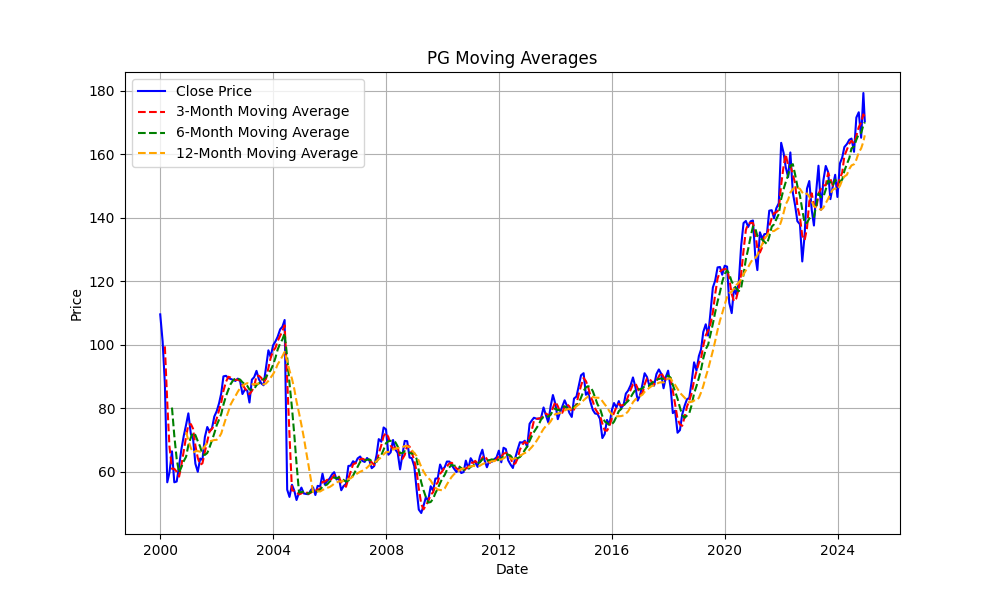 PG Moving Averages
Close Price
3-Month Moving Average
6-Month Moving Average
12-Month Moving Average
180
160
140
120
100
80
60
Price
2000 2004 2008 2012 2016 2020 2024
Date